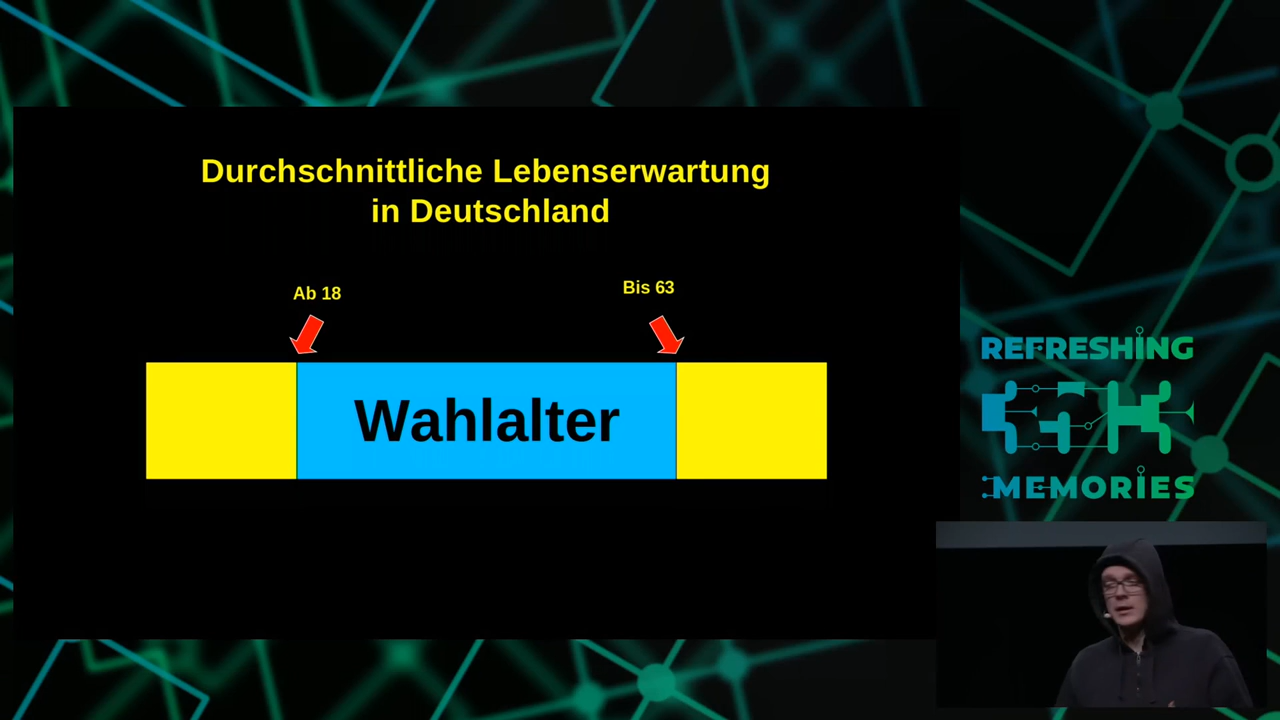 Durchschnittliche Lebenserwartung
in Deutschland
Ab 18
Bis 63
Wahlalter
REFRESHING
MEMORIES